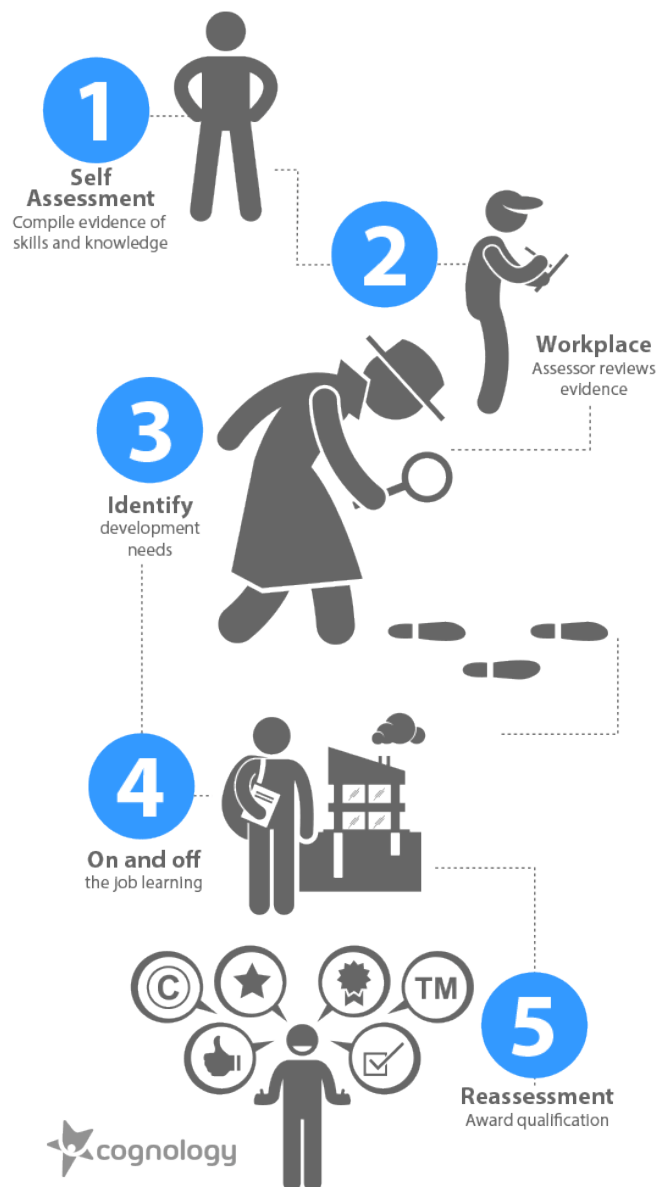 1
Self
Assessment
Compile evidence of
skills and knowledge
2
Workplace
Assessor reviews
evidence
3
Identify
development
needs
4
On and off
the job learning
©
TM
5
Reassessment
Award qualification
cognology